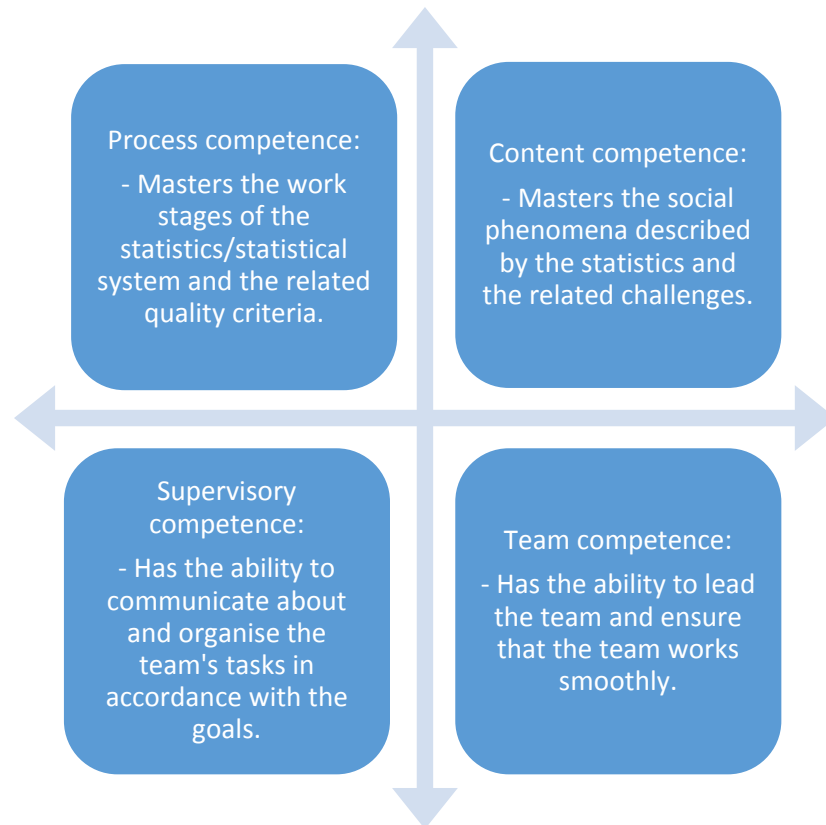 Process competence:
- Masters the work
stages of the
statistics/statistical
system and the related
quality criteria.
Content competence:
- Masters the social
phenomena described
by the statistics and
the related challenges.
Supervisory
competence:
- Has the ability to
communicate about
and organise the
team's tasks in
accordance with the
goals.
Team competence:
- Has the ability to lead
the team and ensure
that the team works
smoothly.